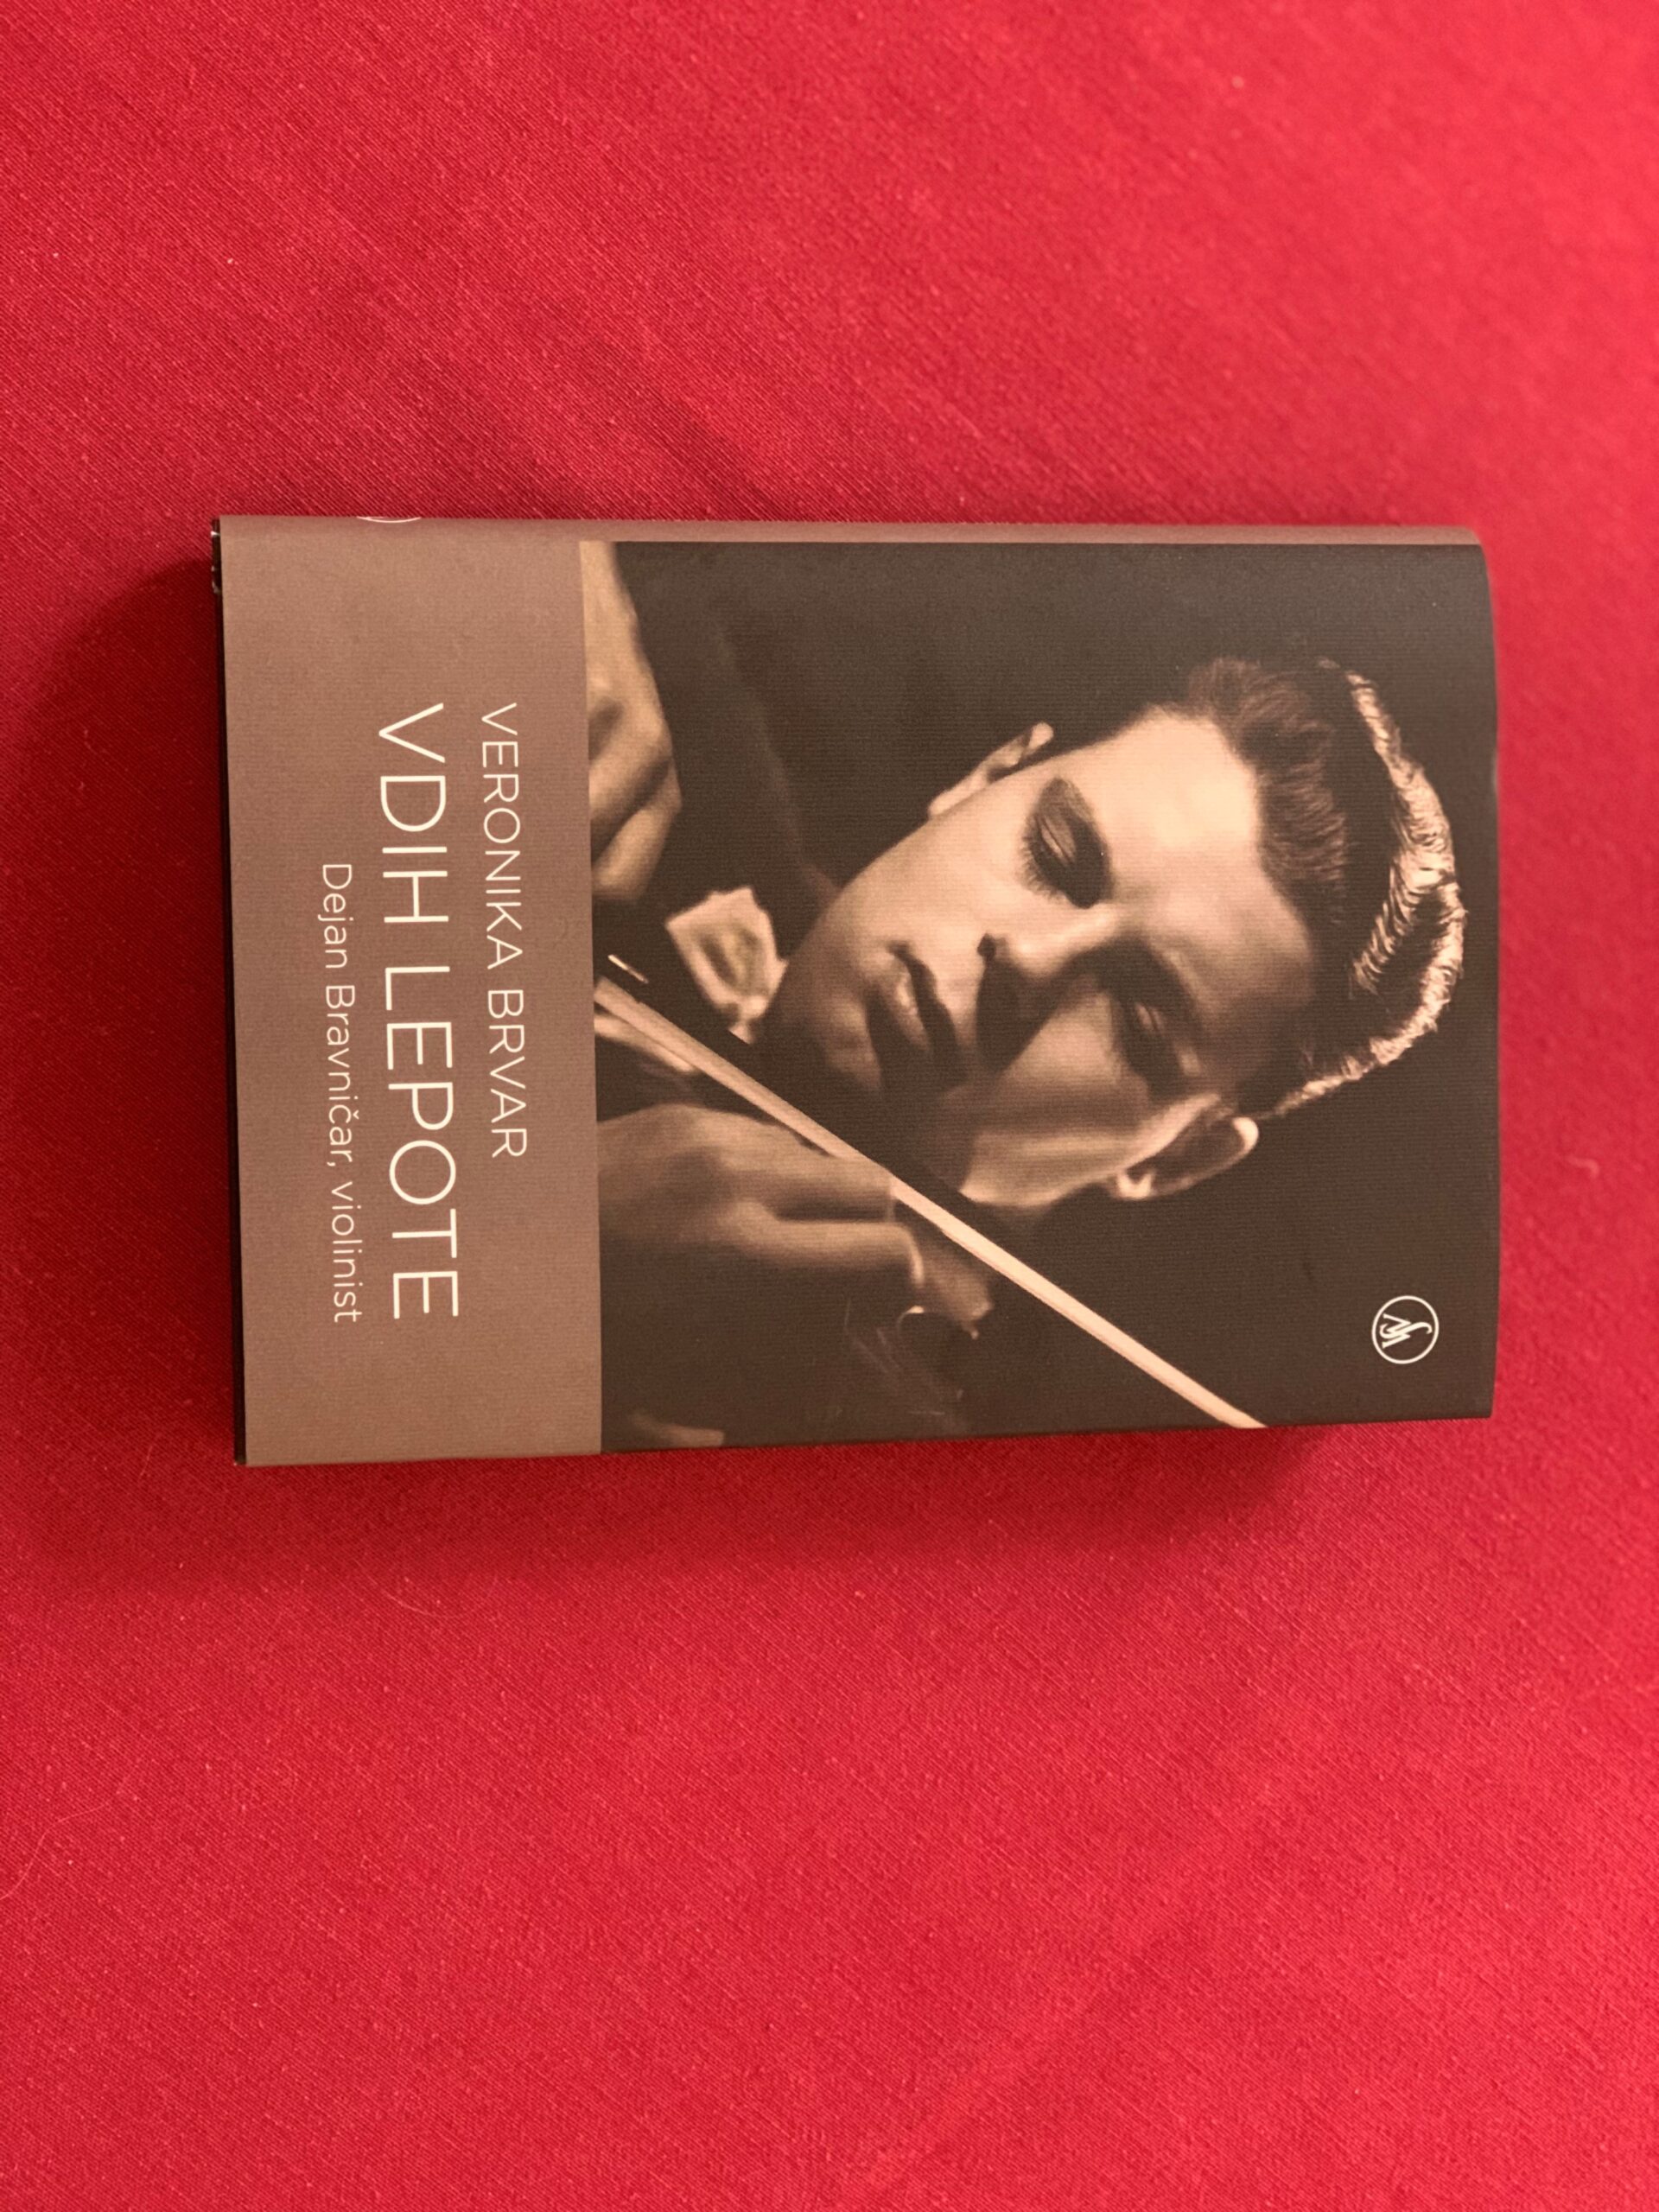 VERONIKA BRVAR
VDIH LEPOTE
Dejan Bravničar, violinist